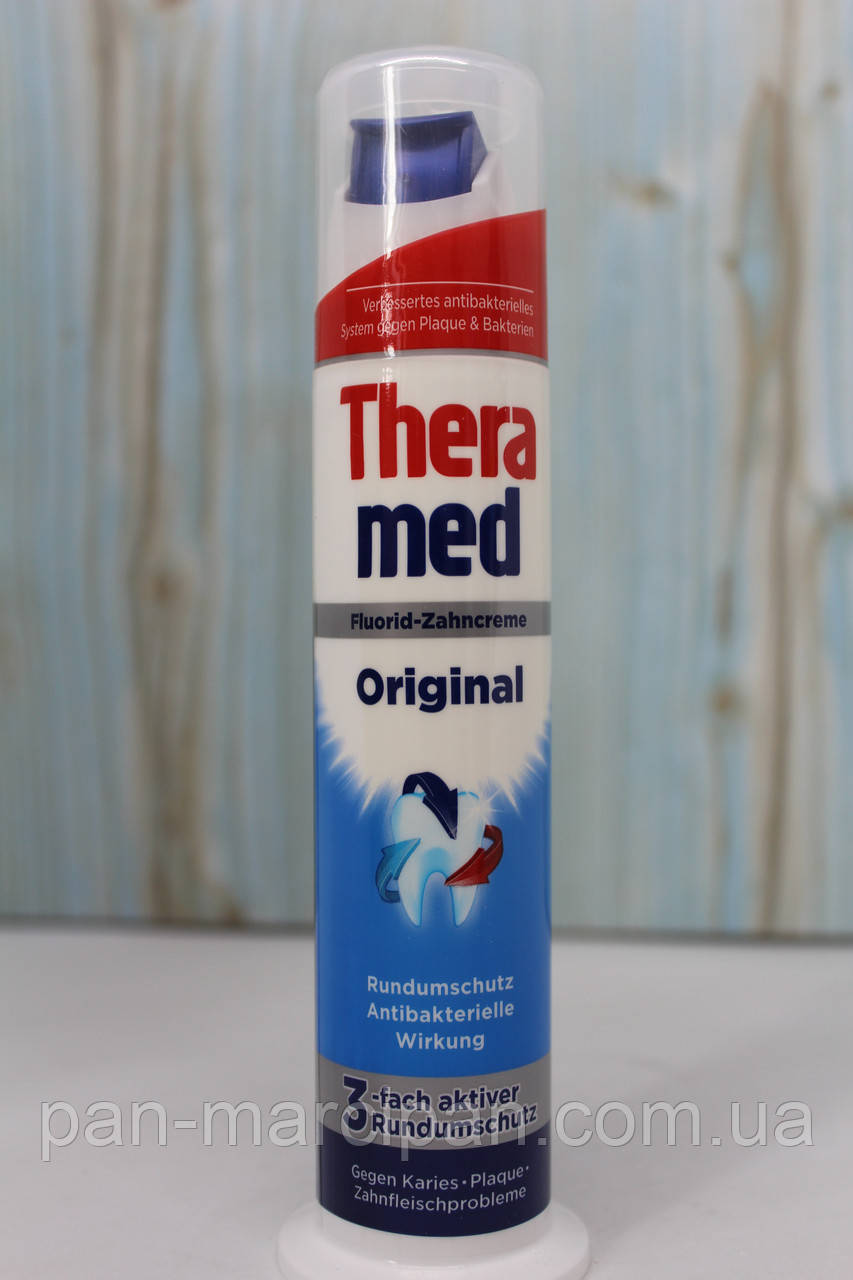 Verbessertes antibakterielles
System gegen Plaque & Bakterien
Thera
med
Fluorid-Zahncreme
Original
Rundumschutz
Antibakterielle
Wirkung
3-fach aktiver
Rundumschutz
pan-marcipan.com.ua
Gegen Karies · Plaque ·
Zahnfleischprobleme